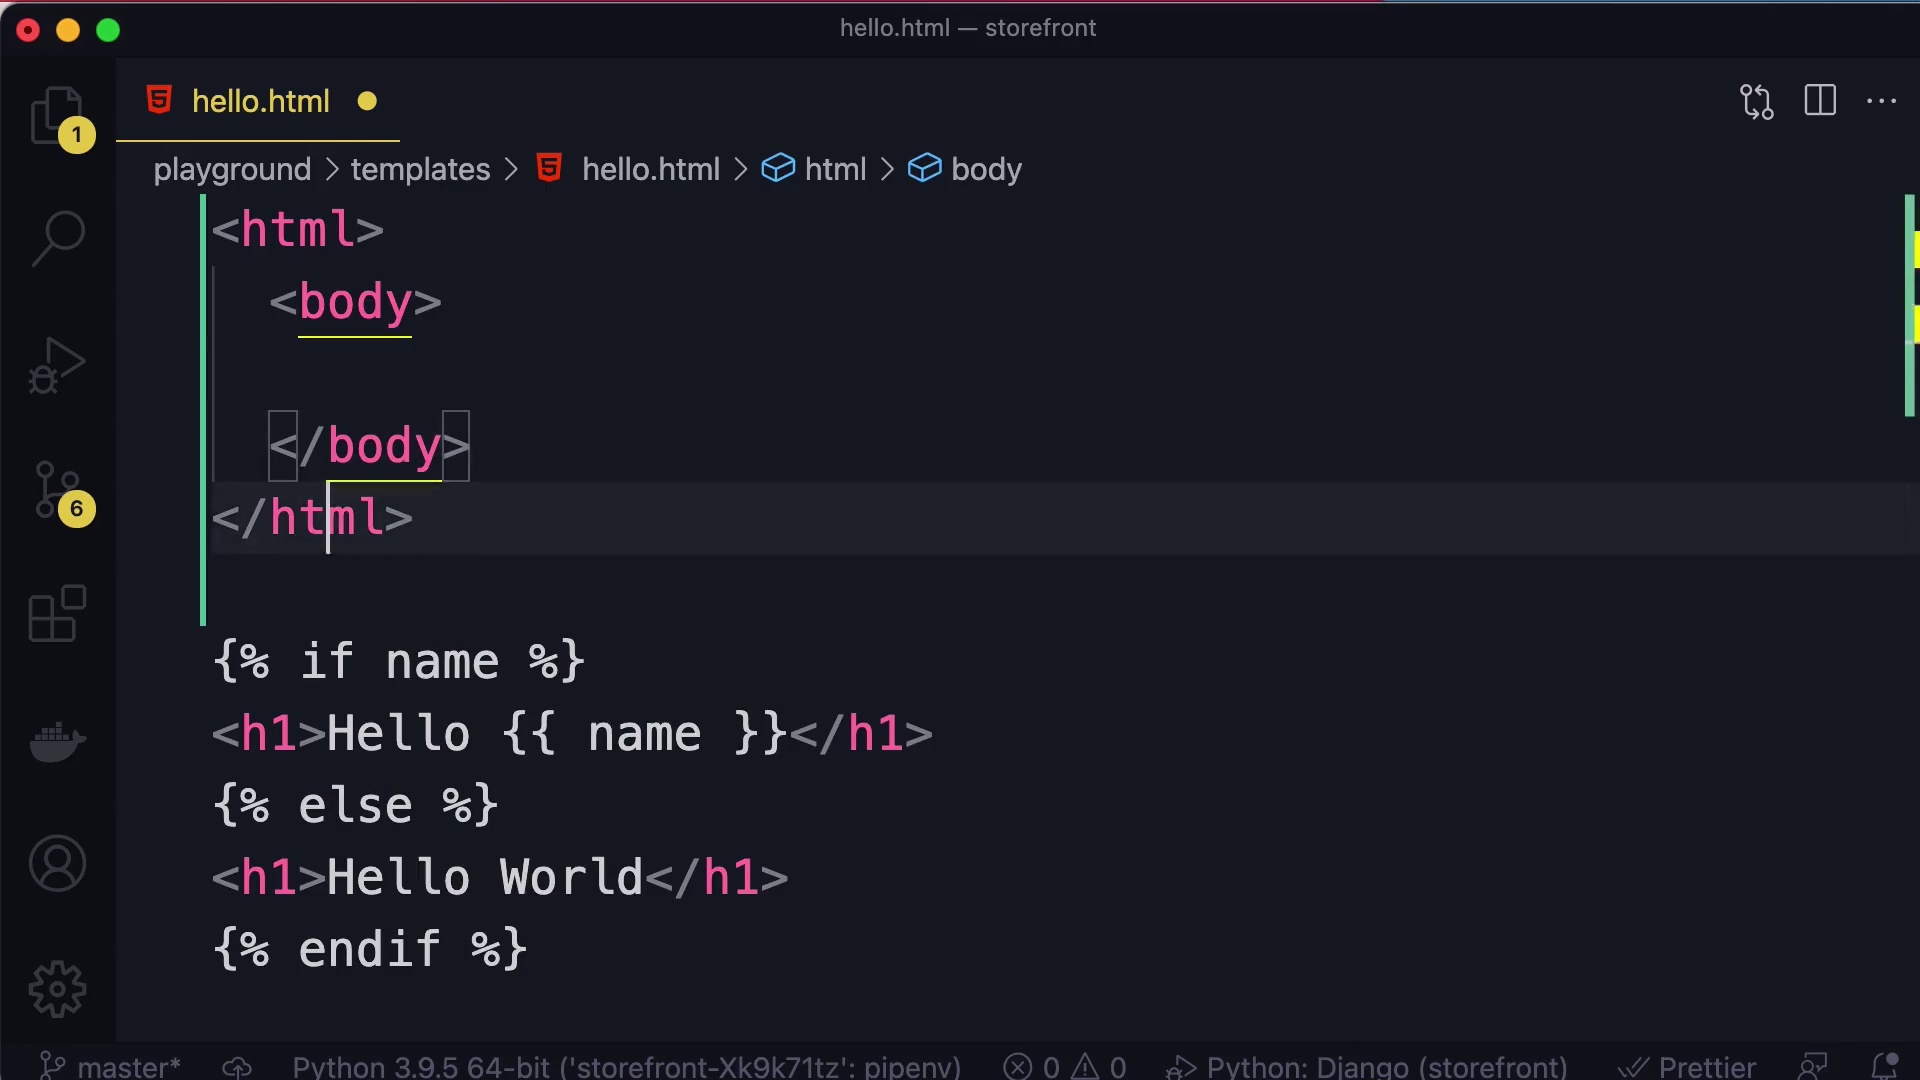 hello.html — storefront
hello.html
1
playground > templates > hello.html > html > body
<html>
<body>
</body>
6
</html>
{% if name %}
<h1>Hello {{ name }}</h1>
{% else %}
<h1>Hello World</h1>
{% endif %}
master* Python 3.9.5 64-bit ('storefront-Xk9k71tz': pipenv) 0 0 Python: Django (storefront) Prettier